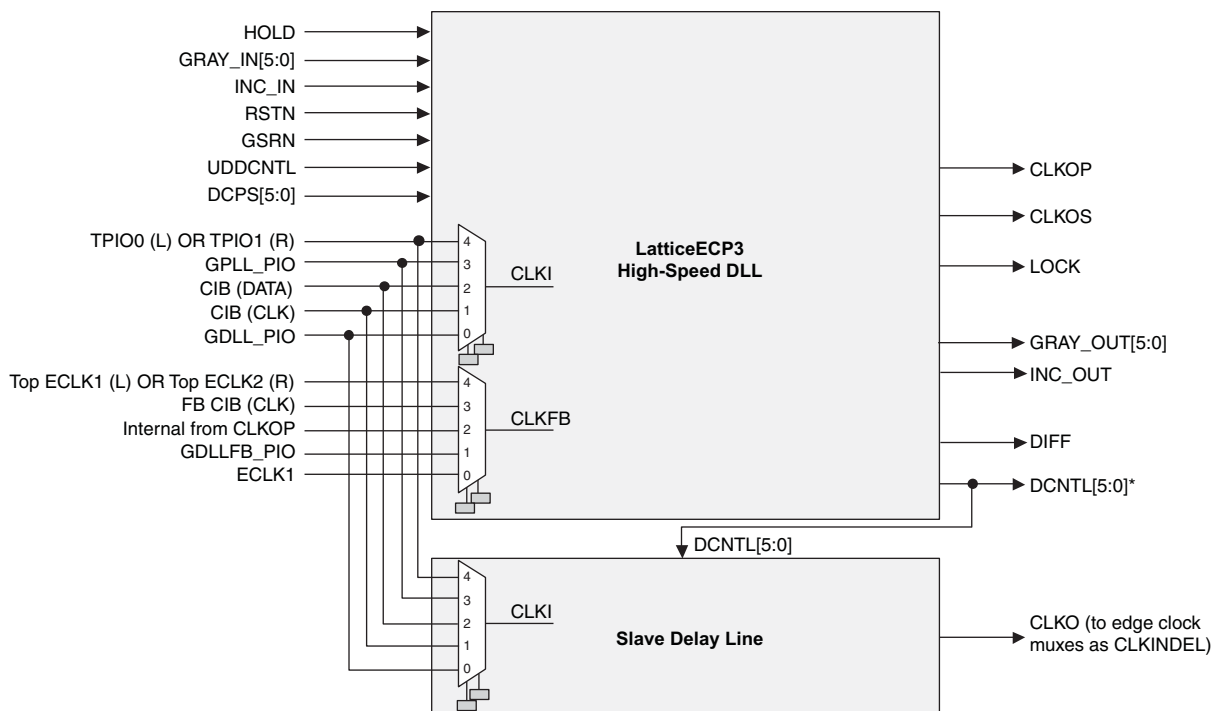 HOLD
GRAY_IN[5:0]
INC_IN
RSTN
GSRN
UDDCNTL
DCPS[5:0]
TPIO0 (L) OR TPIO1 (R)
GPLL_PIO
CIB (DATA)
CIB (CLK)
GDLL_PIO
4
3
2
1
0
CLKI
Top ECLK1 (L) OR Top ECLK2 (R)
FB CIB (CLK)
Internal from CLKOP
GDLLFB_PIO
ECLK1
4
3
2
1
0
CLKFB
LatticeECP3
High-Speed DLL
CLKOP
CLKOS
LOCK
GRAY_OUT[5:0]
INC_OUT
DIFF
DCNTL[5:0]*
DCNTL[5:0]
4
3
2
1
0
CLKI
Slave Delay Line
CLKO (to edge clock
muxes as CLKINDEL)